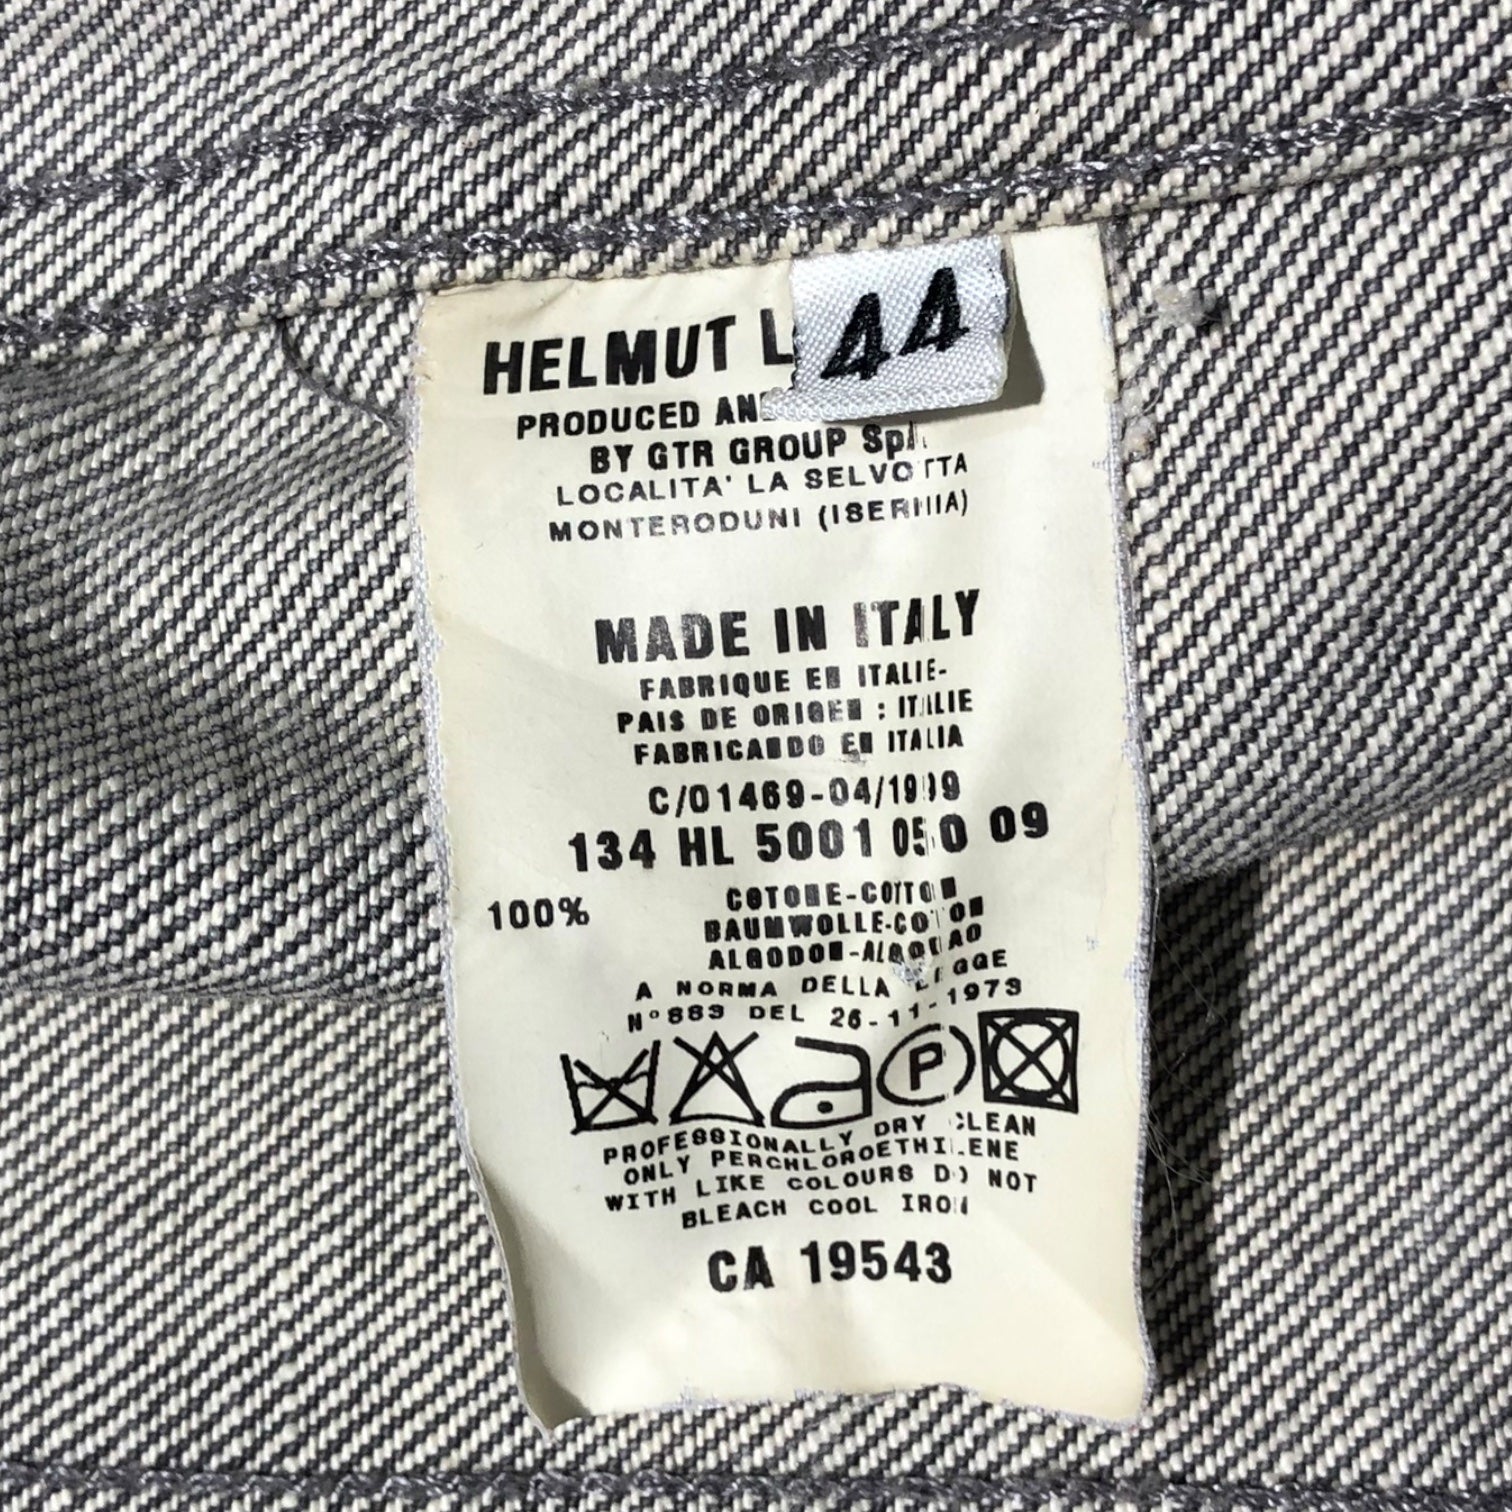 44
HELMUT L
PRODUCED AN
BY GTR GROUP SpA
LOCALITA' LA SELVOTTA
MONTERODUNI (ISERNIA)
MADE IN ITALY
FABRIQUE EN ITALIE-
PAIS DE ORIGEN : ITALIE
FABRICANDO EN ITALIA
C/01469-04/1999
134 HL 5001 050 09
100% COTONE-COTTON
BAUMWOLLE-COTON
ALGODON-ALGODAO
A NORMA DELLA LEGGE
N°883 DEL 26-11-1973
P
PROFESSIONALLY DRY CLEAN
ONLY PERCHLOROETHILENE
WITH LIKE COLOURS DO NOT
BLEACH COOL IRON
CA 19543